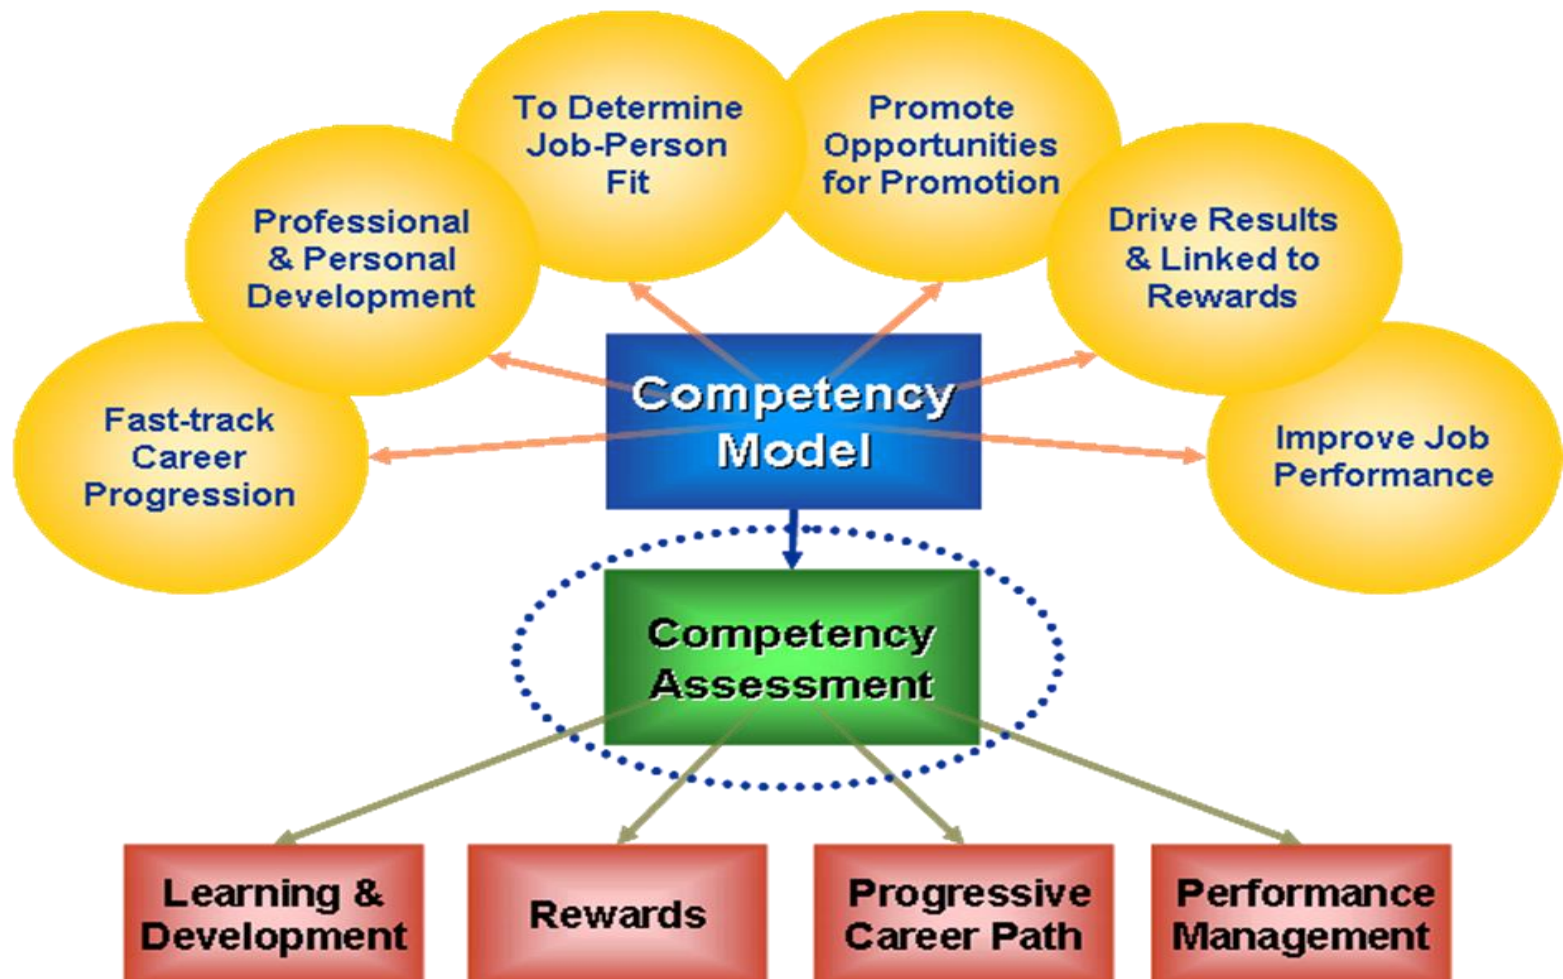 To Determine
Job-Person
Fit
Promote
Opportunities
for Promotion
Professional
& Personal
Development
Drive Results
& Linked to
Rewards
Fast-track
Career
Progression
Competency
Model
Improve Job
Performance
Competency
Assessment
Learning &
Development
Rewards
Progressive
Career Path
Performance
Management